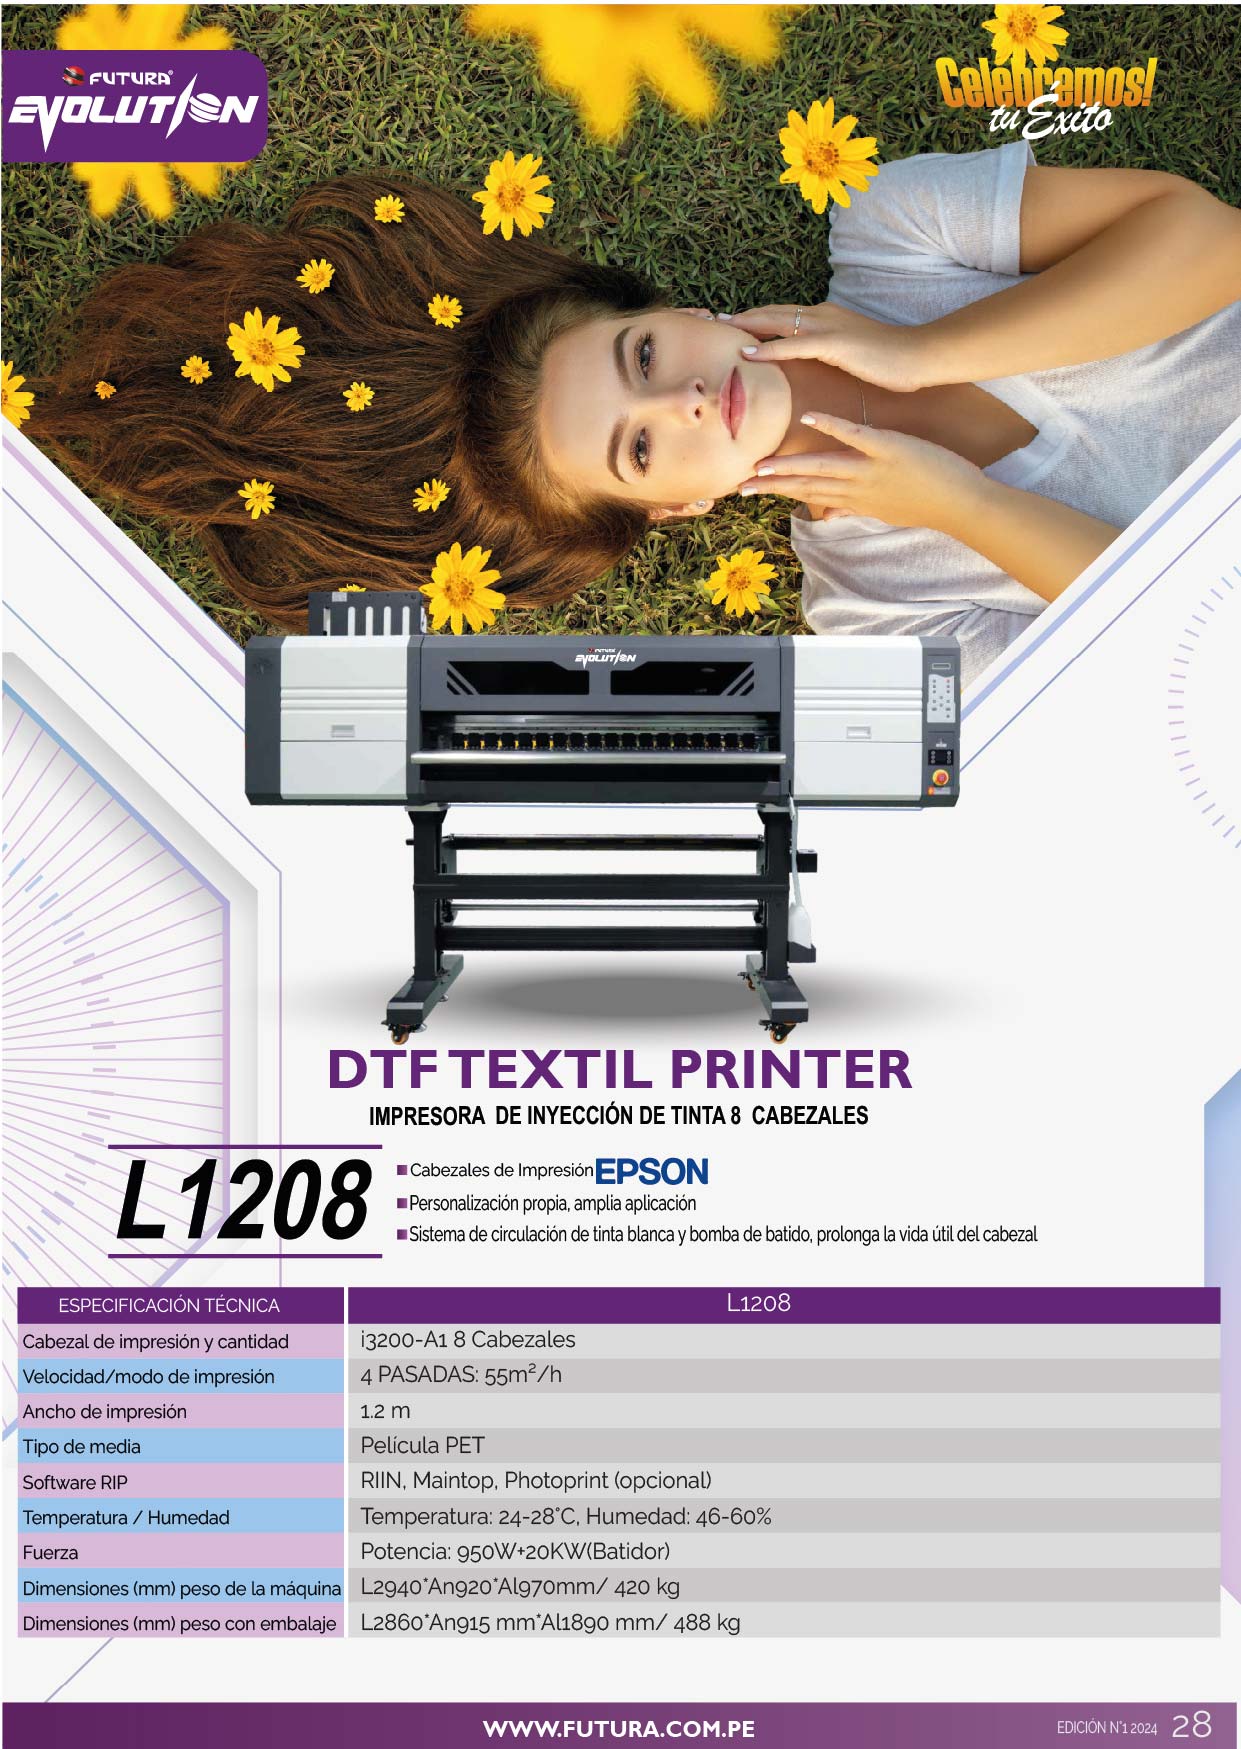 FUTURA®
EVOLUTION
Celebremos!
tu Éxito
FUTURA
EVOLUTION
DTF TEXTIL PRINTER
IMPRESORA DE INYECCIÓN DE TINTA 8 CABEZALES
L1208
Cabezales de Impresión EPSON
Personalización propia, amplia aplicación
Sistema de circulación de tinta blanca y bomba de batido, prolonga la vida útil del cabezal
ESPECIFICACIÓN TÉCNICA L1208
Cabezal de impresión y cantidad i3200-A1 8 Cabezales
Velocidad/modo de impresión 4 PASADAS: 55m²/h
Ancho de impresión 1.2 m
Tipo de media Película PET
Software RIP RIIN, Maintop, Photoprint (opcional)
Temperatura / Humedad Temperatura: 24-28°C, Humedad: 46-60%
Fuerza Potencia: 950W+20KW(Batidor)
Dimensiones (mm) peso de la máquina L2940*An920*Al970mm/ 420 kg
Dimensiones (mm) peso con embalaje L2860*An915 mm*Al1890 mm/ 488 kg
WWW.FUTURA.COM.PE
EDICIÓN N°1 2024 28